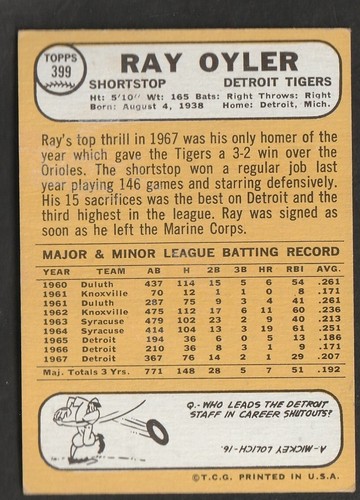 TOPPS
399
RAY OYLER
SHORTSTOP DETROIT TIGERS
Ht: 5'10" Wt: 165 Bats: Right Throws: Right
Born: August 4, 1938 Home: Detroit, Mich.
Ray's top thrill in 1967 was his only homer of the
year which gave the Tigers a 3-2 win over the
Orioles. The shortstop won a regular job last
year playing 146 games and starring defensively.
His 15 sacrifices was the best on Detroit and the
third highest in the league. Ray was signed as
soon as he left the Marine Corps.
MAJOR & MINOR LEAGUE BATTING RECORD
YEAR TEAM AB H 2B 3B HR RBI AVG.
1960 Duluth 437 114 15 5 6 54 .261
1961 Knoxville 70 12 1 1 0 8 .171
1961 Duluth 287 75 9 3 4 41 .261
1962 Knoxville 475 112 17 6 11 60 .236
1963 Syracuse 479 102 23 2 9 40 .213
1964 Syracuse 414 104 13 3 19 61 .251
1965 Detroit 194 36 6 0 5 13 .186
1966 Detroit 210 36 8 3 1 9 .171
1967 Detroit 367 76 14 2 1 29 .207
Maj. Totals 3 Yrs. 771 148 28 5 7 51 .192
Q.-WHO LEADS THE DETROIT
STAFF IN CAREER SHUTOUTS?
A.-MICKEY LOLICH-16.
©T.C.G. PRINTED IN U.S.A.